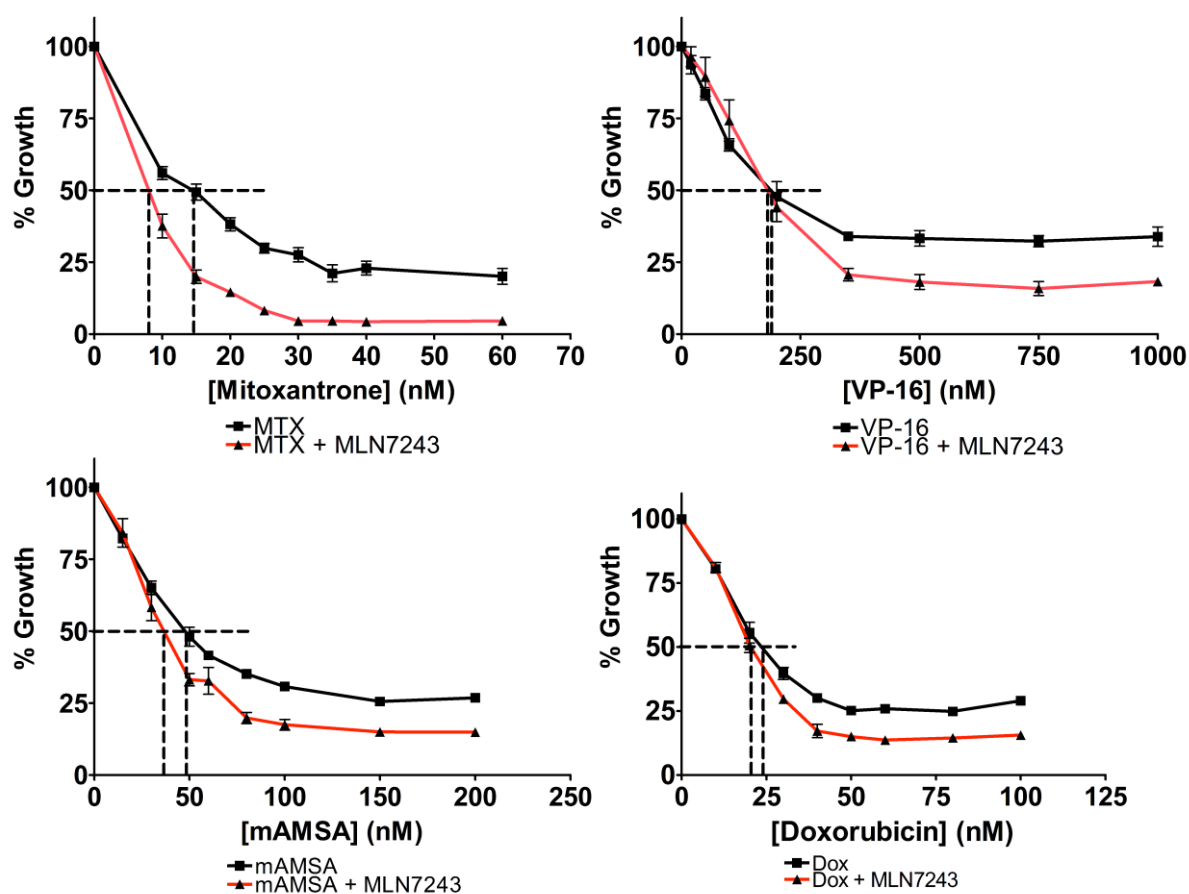 100
75
50
25
0
% Growth
0 10 20 30 40 50 60 70
[Mitoxantrone] (nM)
MTX
MTX + MLN7243
100
75
50
25
0
% Growth
0 250 500 750 1000
[VP-16] (nM)
VP-16
VP-16 + MLN7243
100
75
50
25
0
% Growth
0 50 100 150 200 250
[mAMSA] (nM)
mAMSA
mAMSA + MLN7243
100
75
50
25
0
% Growth
0 25 50 75 100 125
[Doxorubicin] (nM)
Dox
Dox + MLN7243